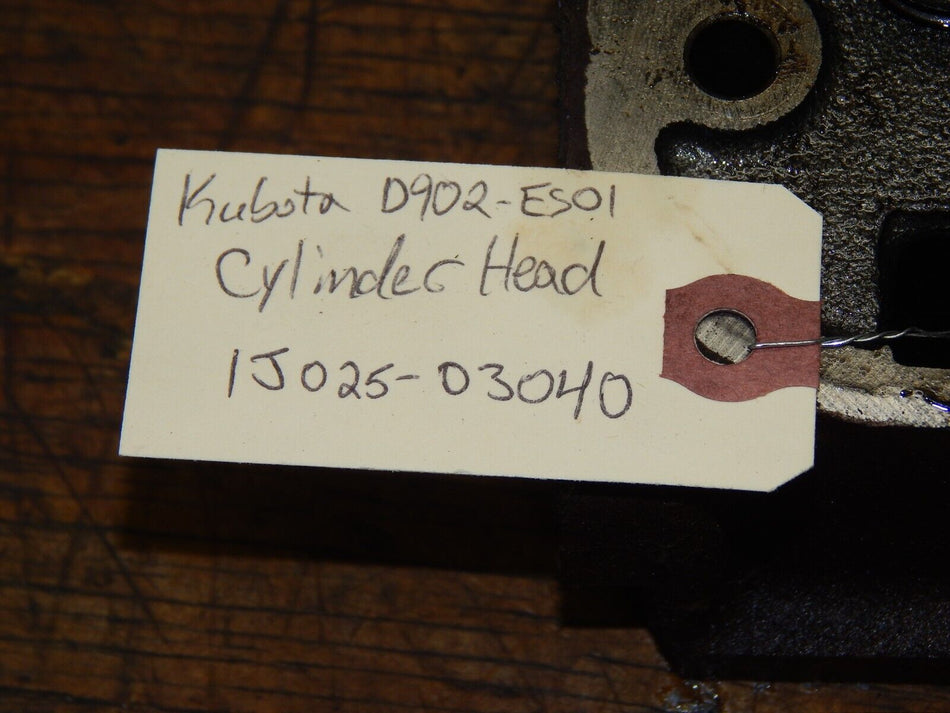 Kubota D902-ES01
Cylinder Head
1J025-03040